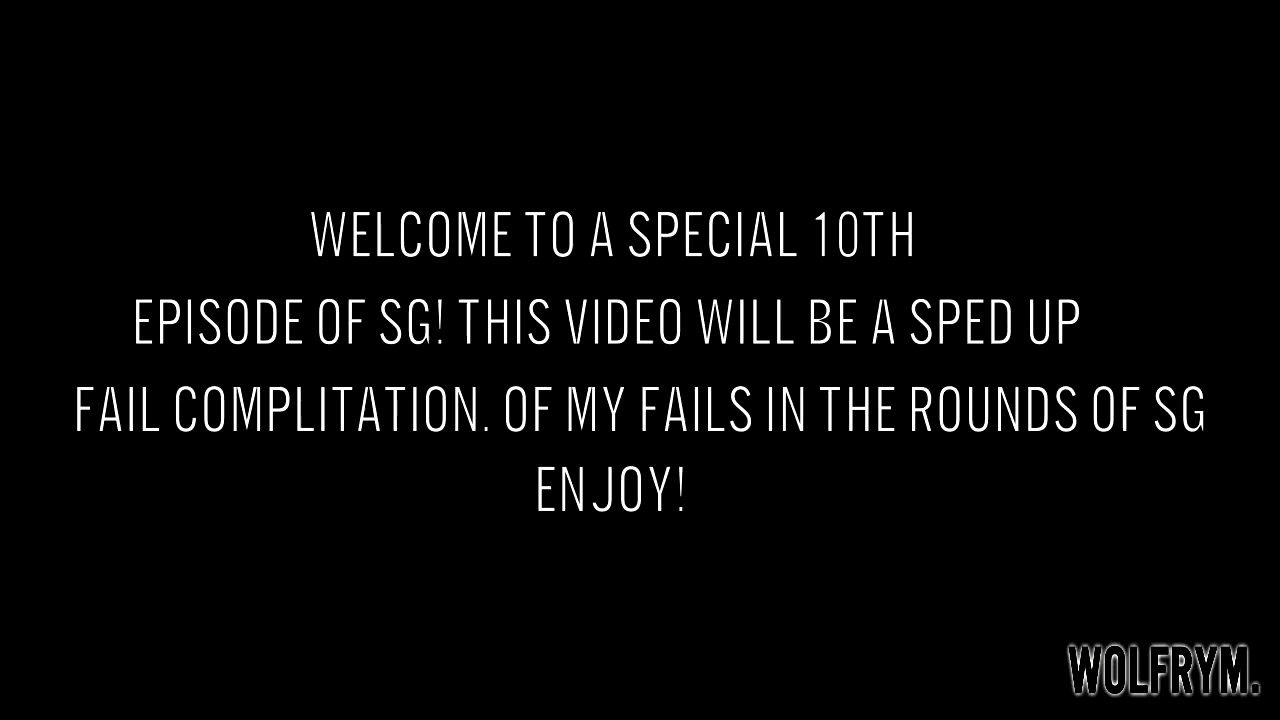 WELCOME TO A SPECIAL 10TH
EPISODE OF SG! THIS VIDEO WILL BE A SPED UP
FAIL COMPLITATION. OF MY FAILS IN THE ROUNDS OF SG
ENJOY!
WOLFRYM.